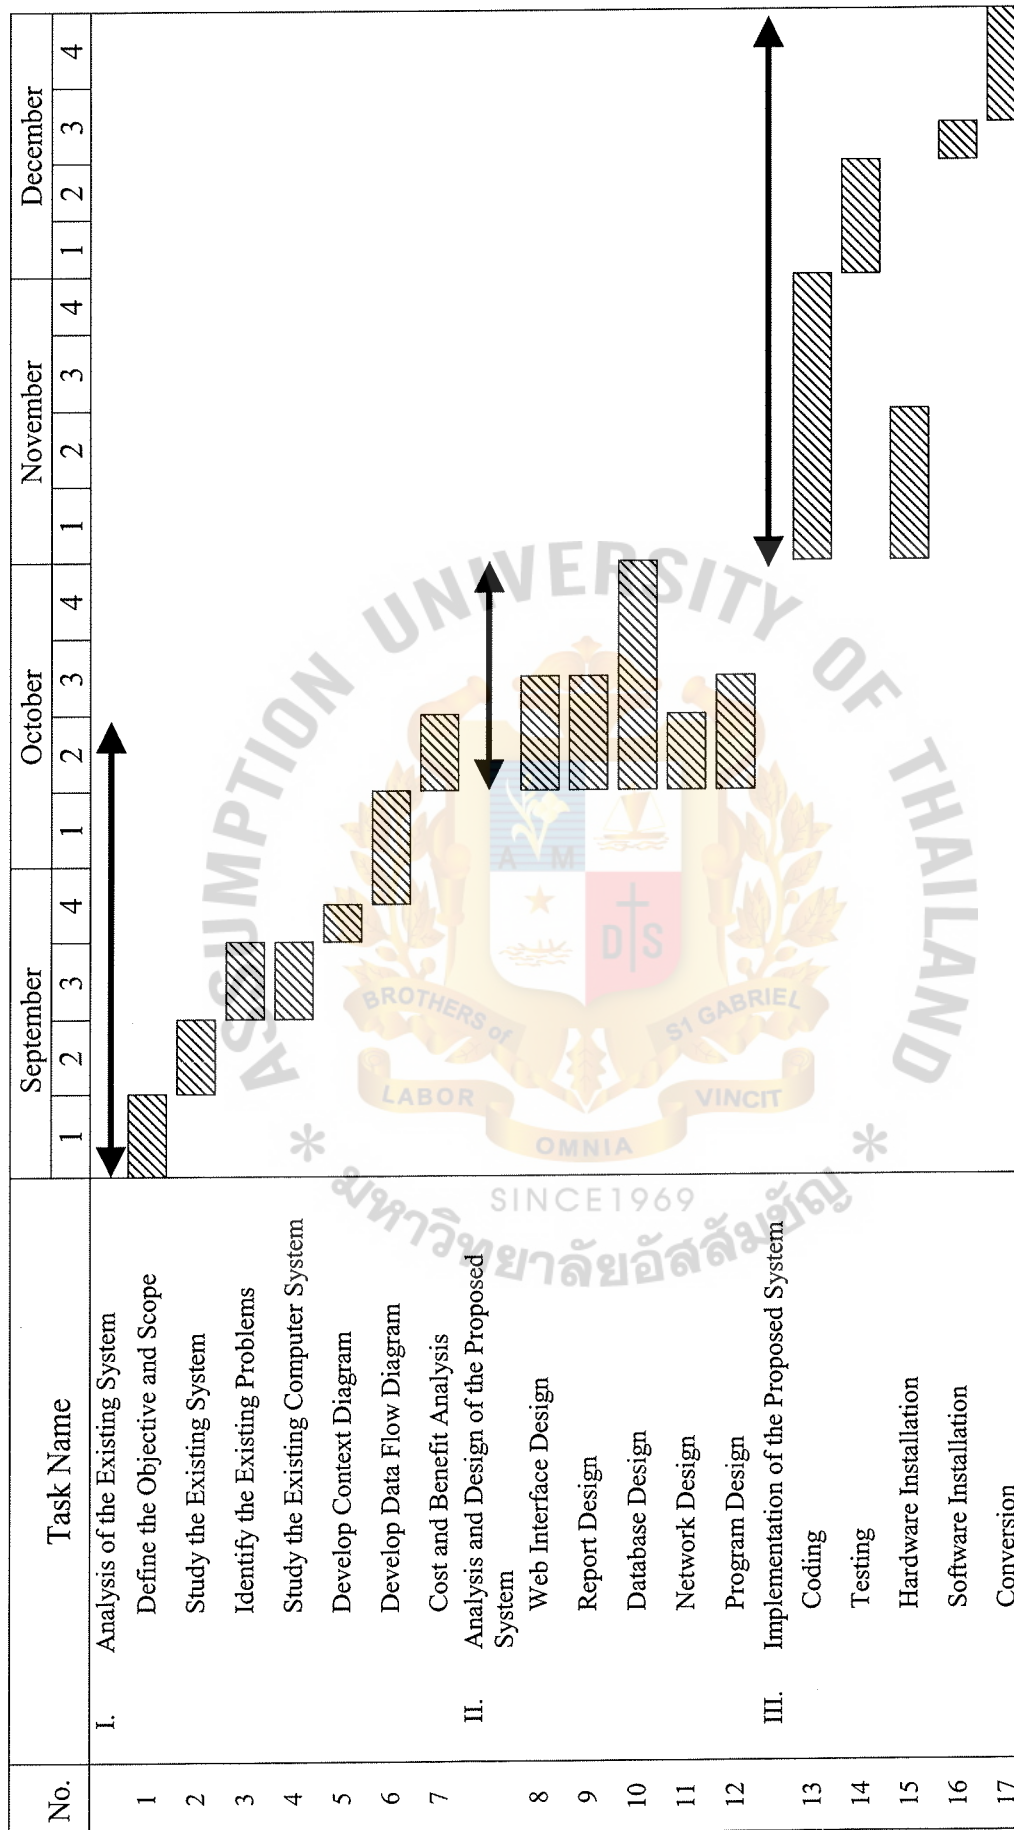 No. Task Name September October November December
1 2 3 4 1 2 3 4 1 2 3 4 1 2 3 4
I. Analysis of the Existing System
1 Define the Objective and Scope
2 Study the Existing System
3 Identify the Existing Problems
4 Study the Existing Computer System
5 Develop Context Diagram
6 Develop Data Flow Diagram
7 Cost and Benefit Analysis
II. Analysis and Design of the Proposed
System
8 Web Interface Design
9 Report Design
10 Database Design
11 Network Design
12 Program Design
III. Implementation of the Proposed System
13 Coding
14 Testing
15 Hardware Installation
16 Software Installation
17 Conversion
ASSUMPTION UNIVERSITY OF THAILAND
A M
D S
BROTHERS of
S1 GABRIEL
LABOR
OMNIA
VINCIT
SINCE1969
* มหาวิทยาลัยอัสสัมชัญ *